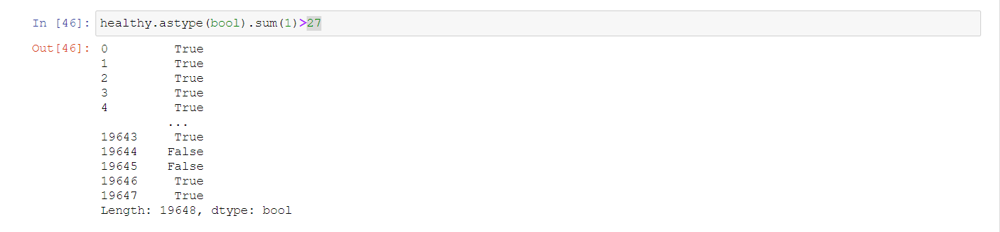 In [46]: healthy.astype(bool).sum(1)>27
Out[46]: 0 True
1 True
2 True
3 True
4 True
...
19643 True
19644 False
19645 False
19646 True
19647 True
Length: 19648, dtype: bool